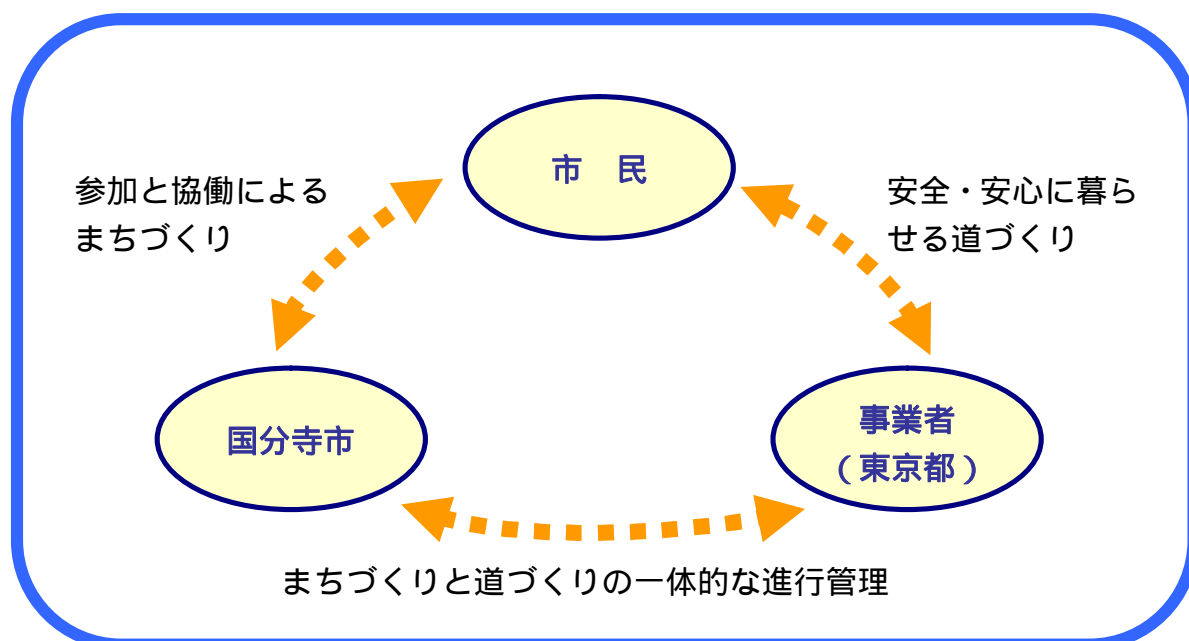 市　民
参加と協働による
まちづくり
安全・安心に暮ら
せる道づくり
国分寺市
事業者
（東京都）
まちづくりと道づくりの一体的な進行管理